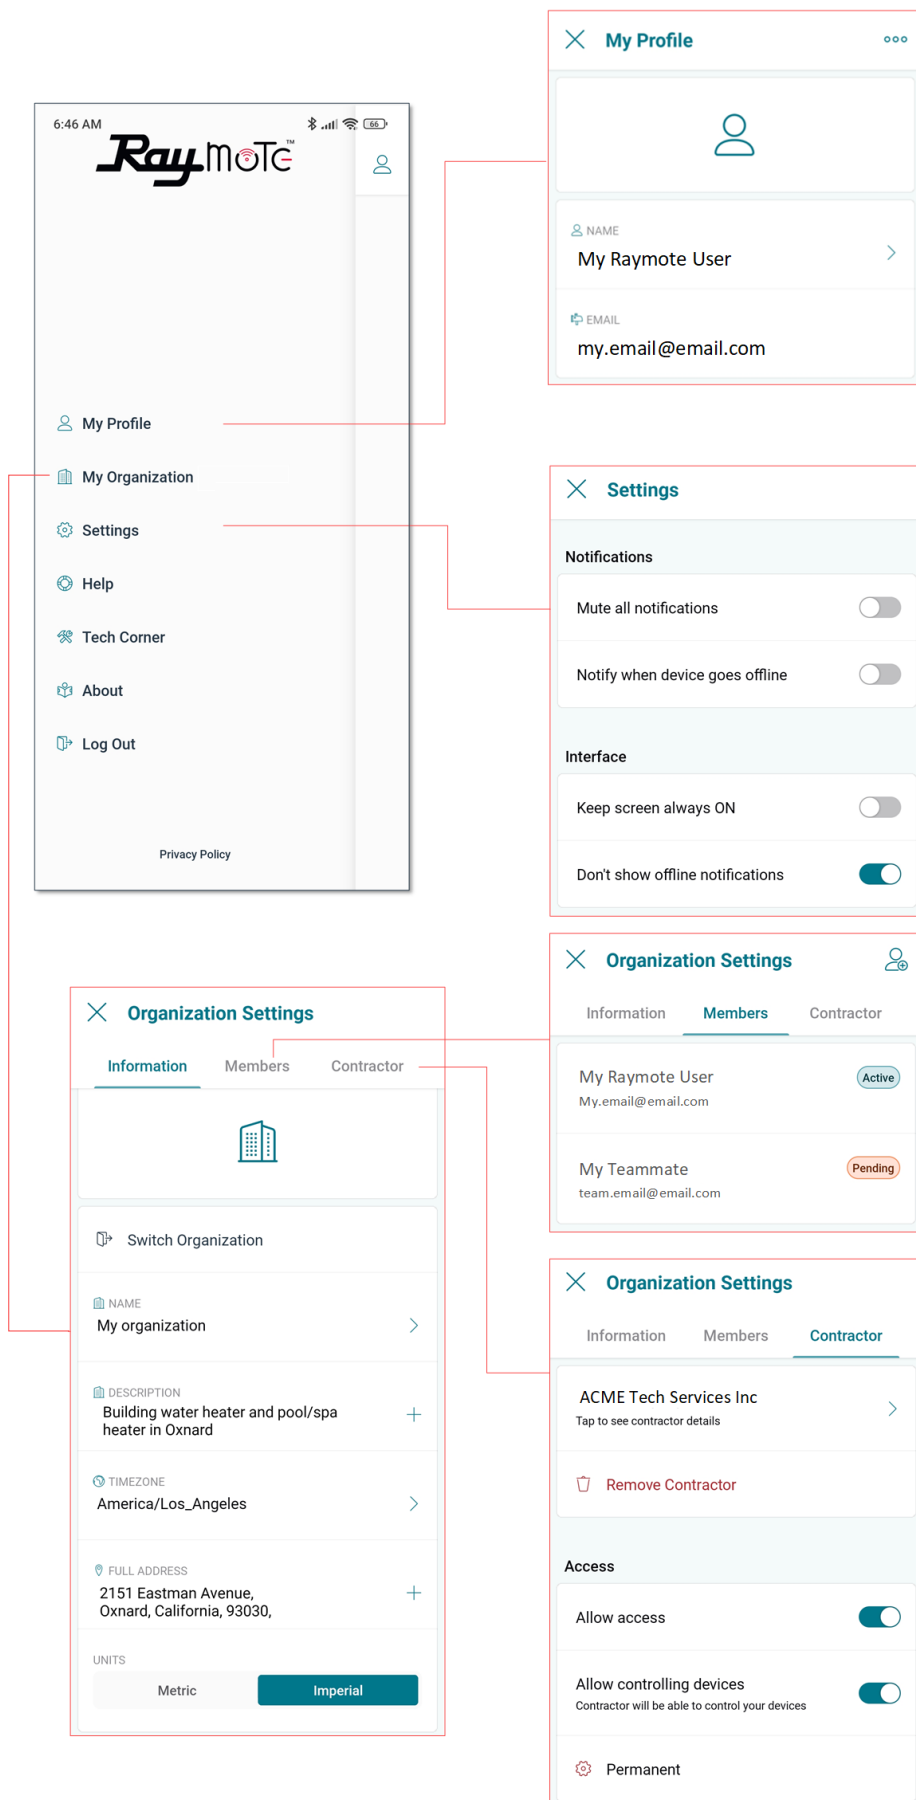 My Profile
6:46 AM
66
Raymote™
NAME
My Raymote User
EMAIL
my.email@email.com
My Profile
My Organization
Settings
Help
Tech Corner
About
Log Out
Privacy Policy
Settings
Notifications
Mute all notifications
Notify when device goes offline
Interface
Keep screen always ON
Don't show offline notifications
Organization Settings
Information Members Contractor
My Raymote User
Active
My.email@email.com
My Teammate
Pending
team.email@email.com
Organization Settings
Information Members Contractor
Switch Organization
NAME
My organization
DESCRIPTION
Building water heater and pool/spa
heater in Oxnard
TIMEZONE
America/Los_Angeles
FULL ADDRESS
2151 Eastman Avenue,
Oxnard, California, 93030,
UNITS
Metric Imperial
Organization Settings
Information Members Contractor
ACME Tech Services Inc
Tap to see contractor details
Remove Contractor
Access
Allow access
Allow controlling devices
Contractor will be able to control your devices
Permanent